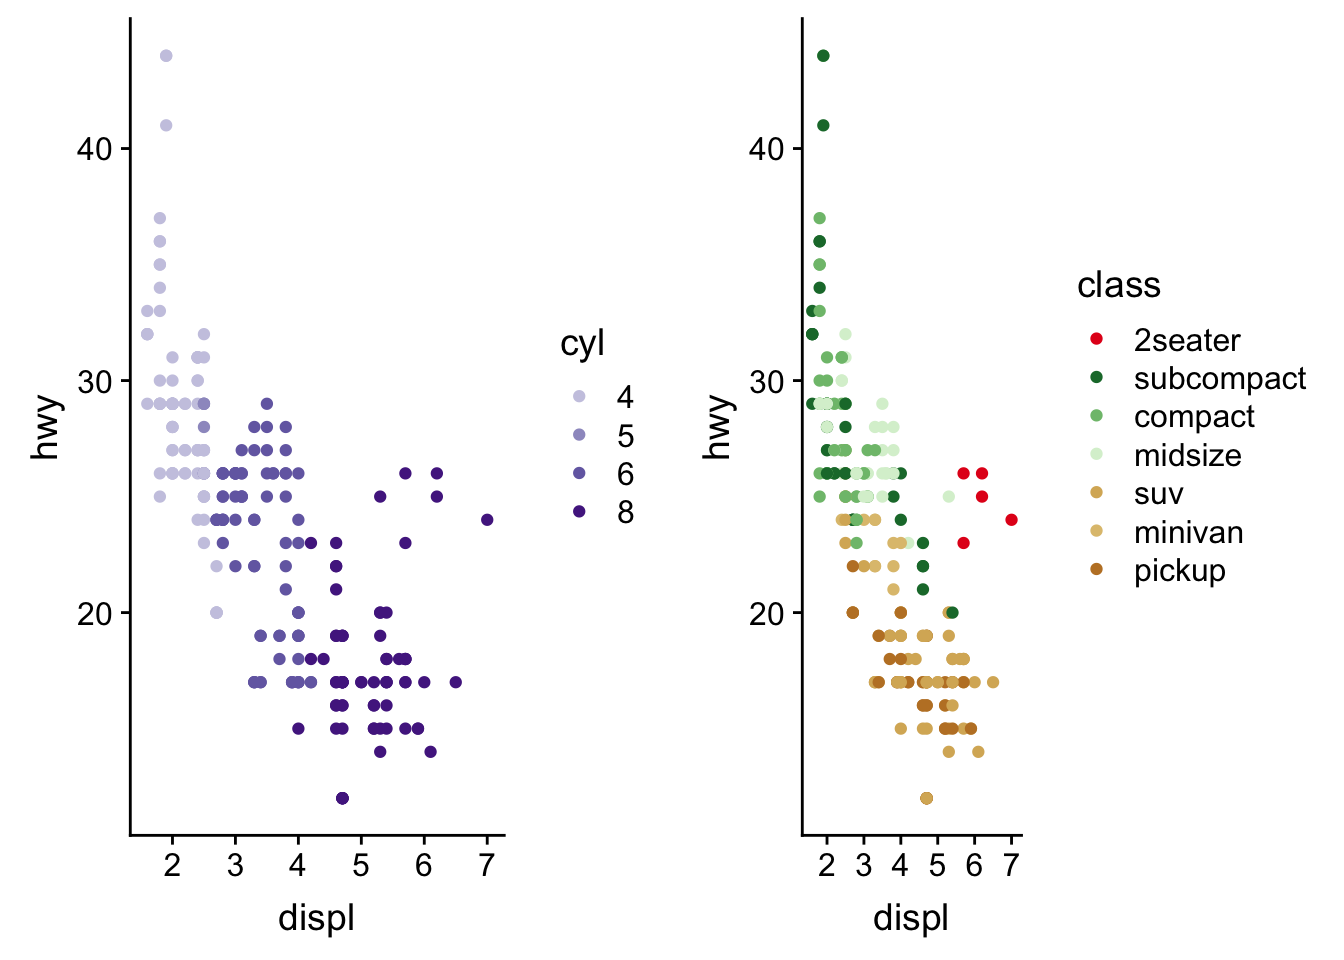 40
30
20
hwy
2 3 4 5 6 7
displ
cyl
4
5
6
8
40
30
20
hwy
2 3 4 5 6 7
displ
class
2seater
subcompact
compact
midsize
suv
minivan
pickup